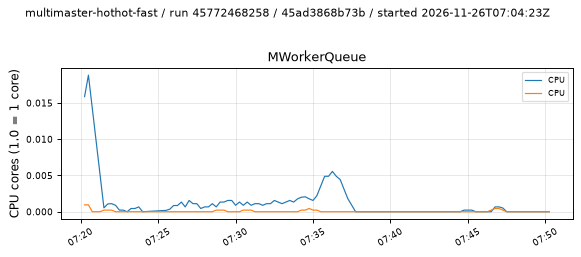 multimaster-hothot-fast / run 45772468258 / 45ad3868b73b / started 2026-11-26T07:04:23Z
MWorkerQueue
CPU cores (1.0 = 1 core)
0.015
0.010
0.005
0.000
CPU
CPU
07:20
07:25
07:30
07:35
07:40
07:45
07:50